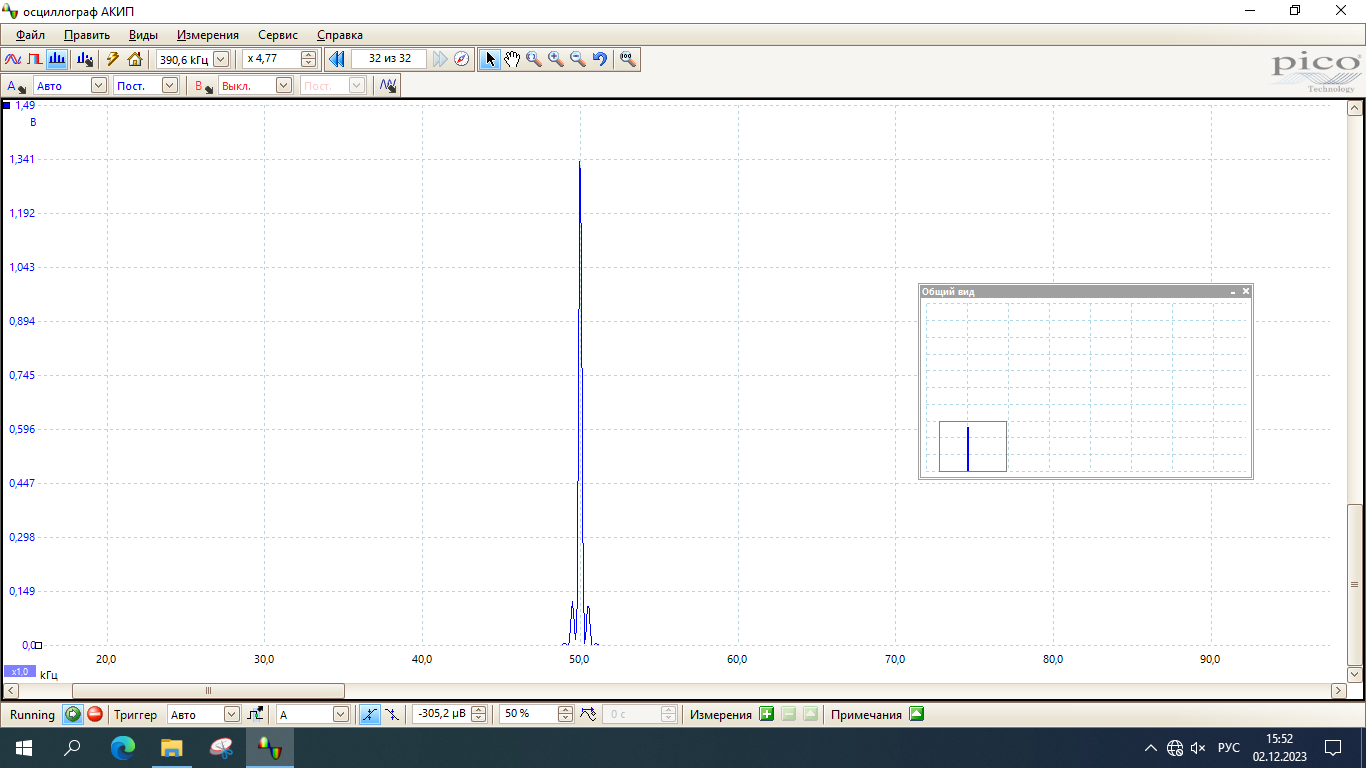 осциллограф АКИП
Файл Править Виды Измерения Сервис Справка
390,6 кГц x 4,77 32 из 32
pico
Technology
A Авто Пост. B Выкл. Пост.
1,49
В
1,341
1,192
1,043
0,894
0,745
0,596
0,447
0,298
0,149
0,0
Общий вид
20,0 30,0 40,0 50,0 60,0 70,0 80,0 90,0
x1,0 кГц
Running Триггер Авто A -305,2 µВ 50 % 0 с Измерения Примечания
15:52
РУС
02.12.2023